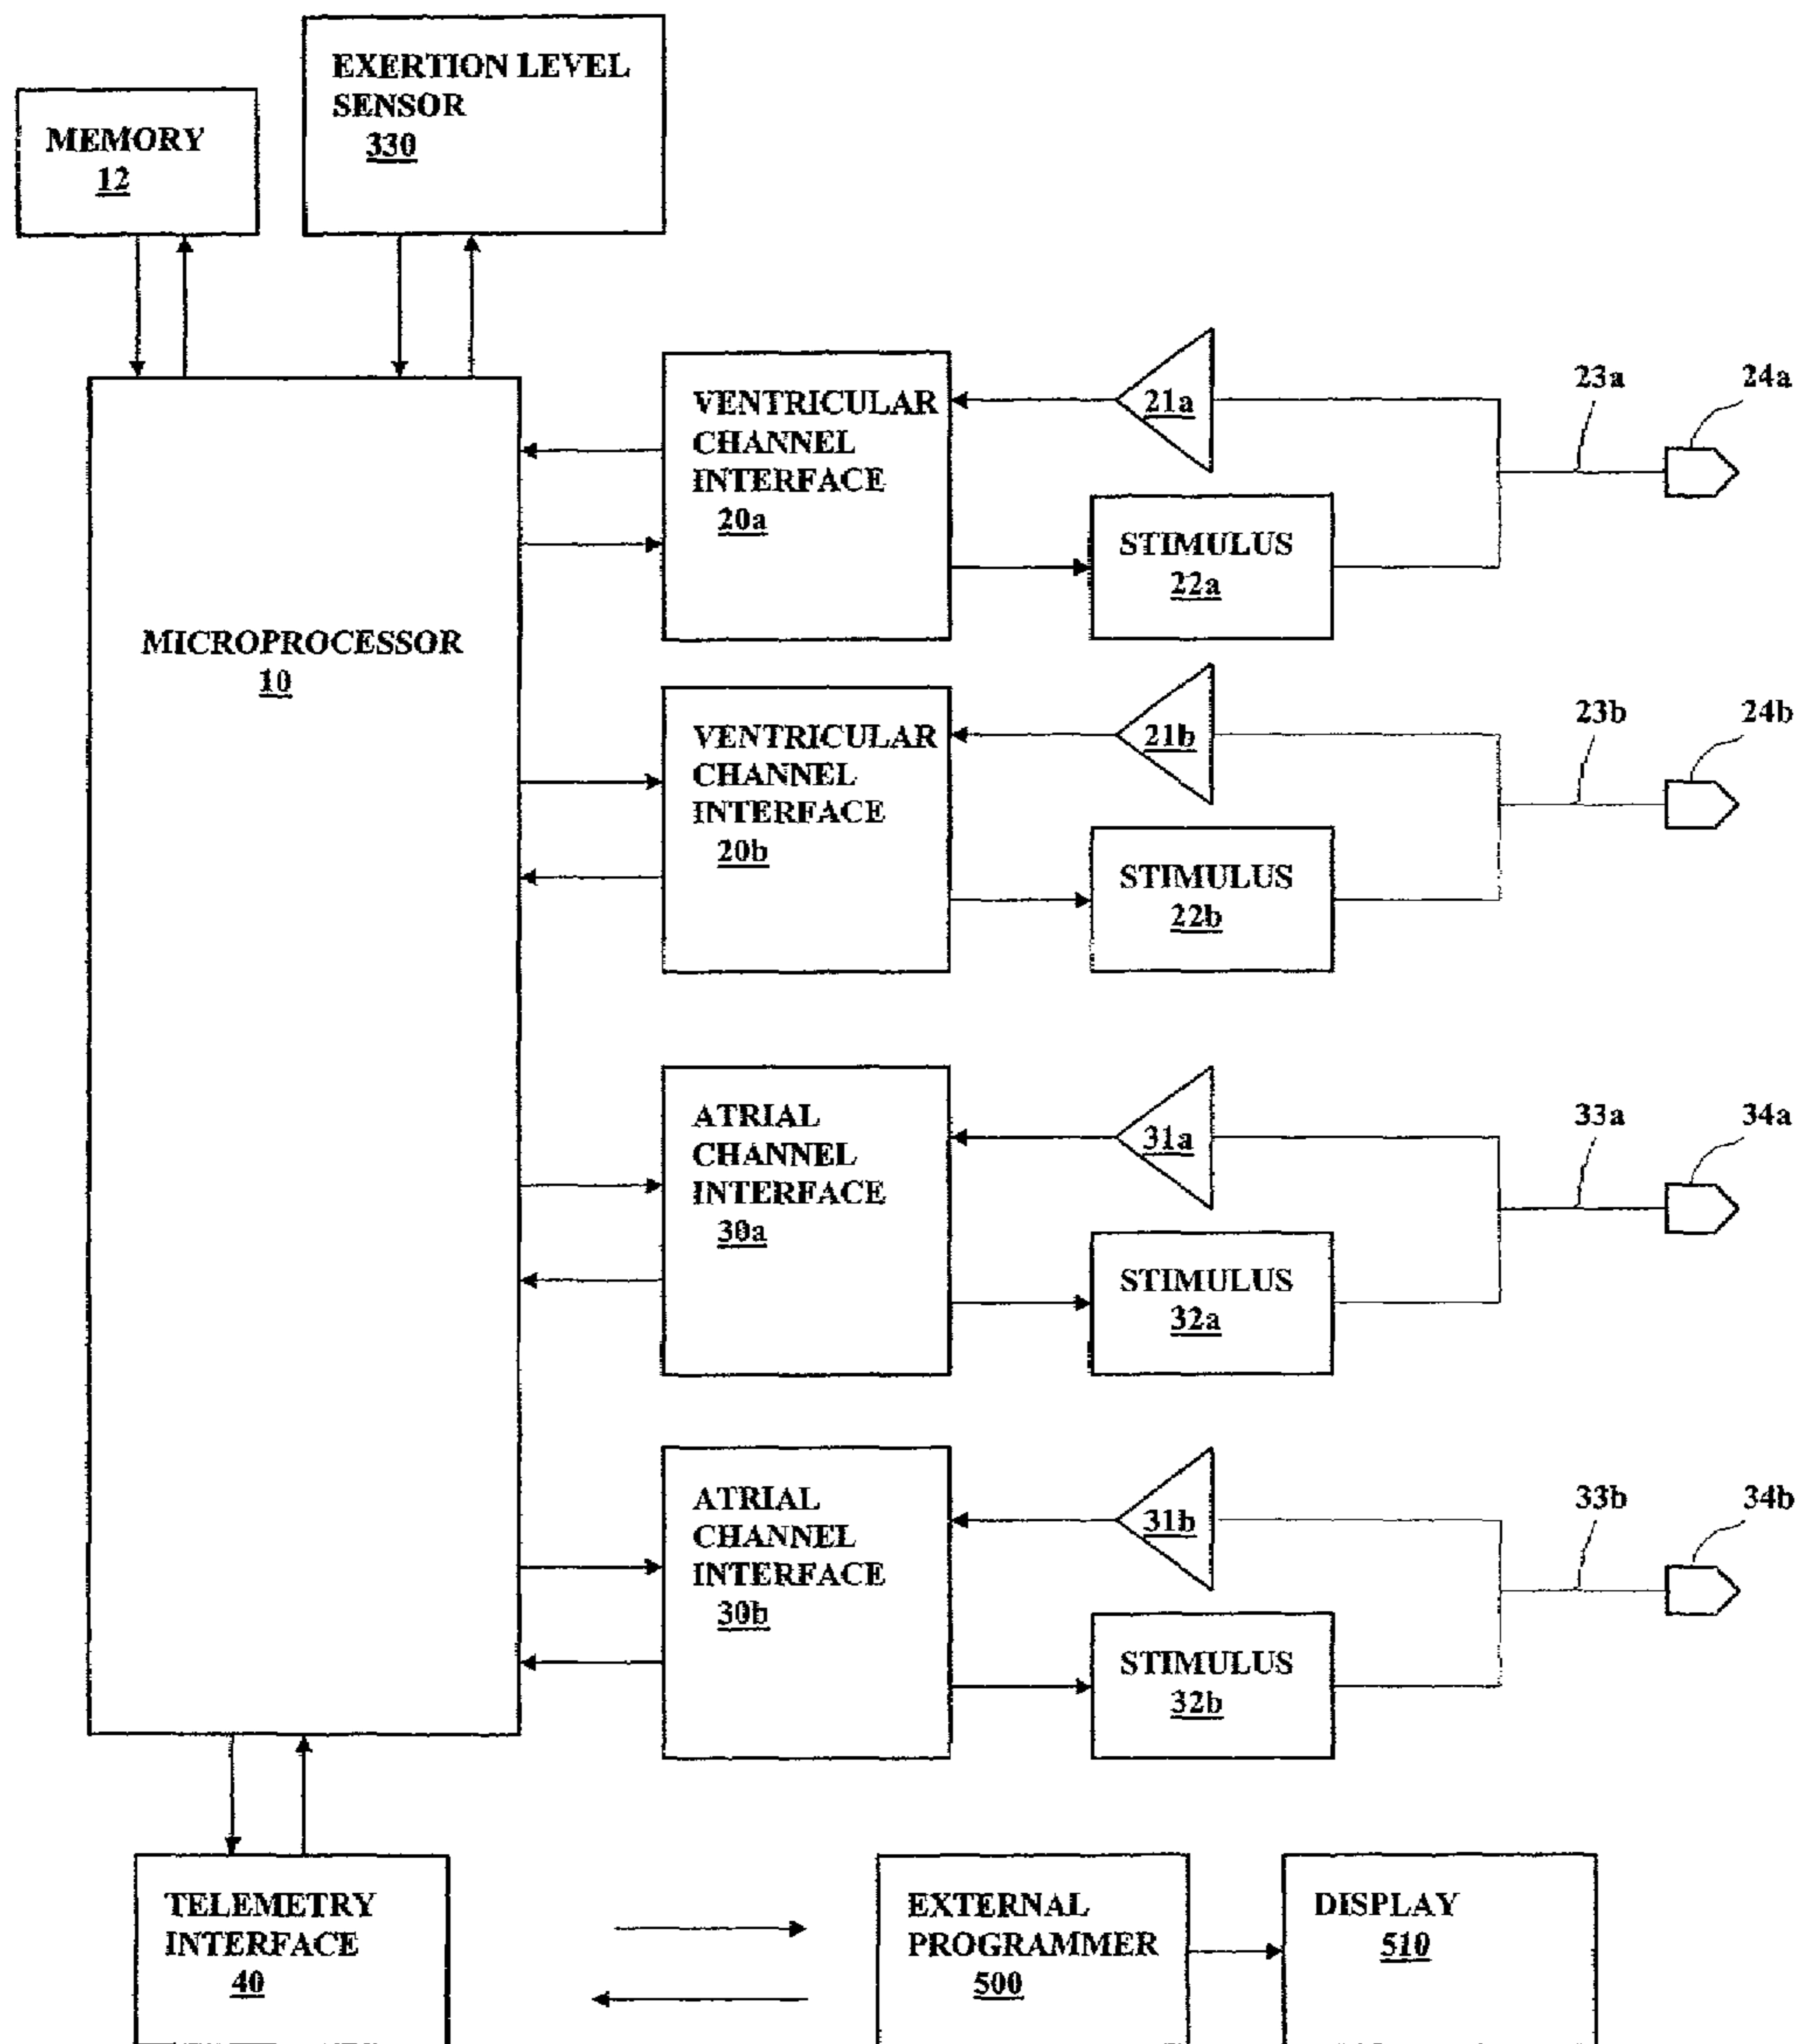 EXERTION LEVEL
SENSOR
330
MEMORY
12
MICROPROCESSOR
10
VENTRICULAR
CHANNEL
INTERFACE
20a
21a
STIMULUS
22a
23a
24a
VENTRICULAR
CHANNEL
INTERFACE
20b
21b
STIMULUS
22b
23b
24b
ATRIAL
CHANNEL
INTERFACE
30a
31a
STIMULUS
32a
33a
34a
ATRIAL
CHANNEL
INTERFACE
30b
31b
STIMULUS
32b
33b
34b
TELEMETRY
INTERFACE
40
EXTERNAL
PROGRAMMER
500
DISPLAY
510